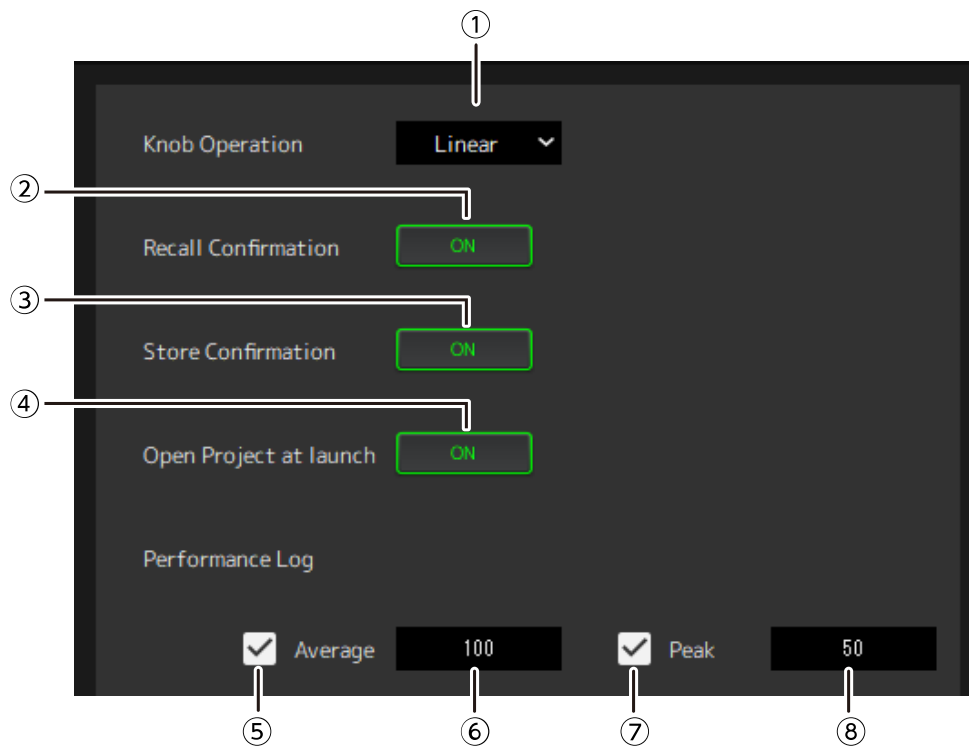 ①
Knob Operation Linear
②
Recall Confirmation ON
③
Store Confirmation ON
④
Open Project at launch ON
Performance Log
Average 100 Peak 50
⑤ ⑥ ⑦ ⑧